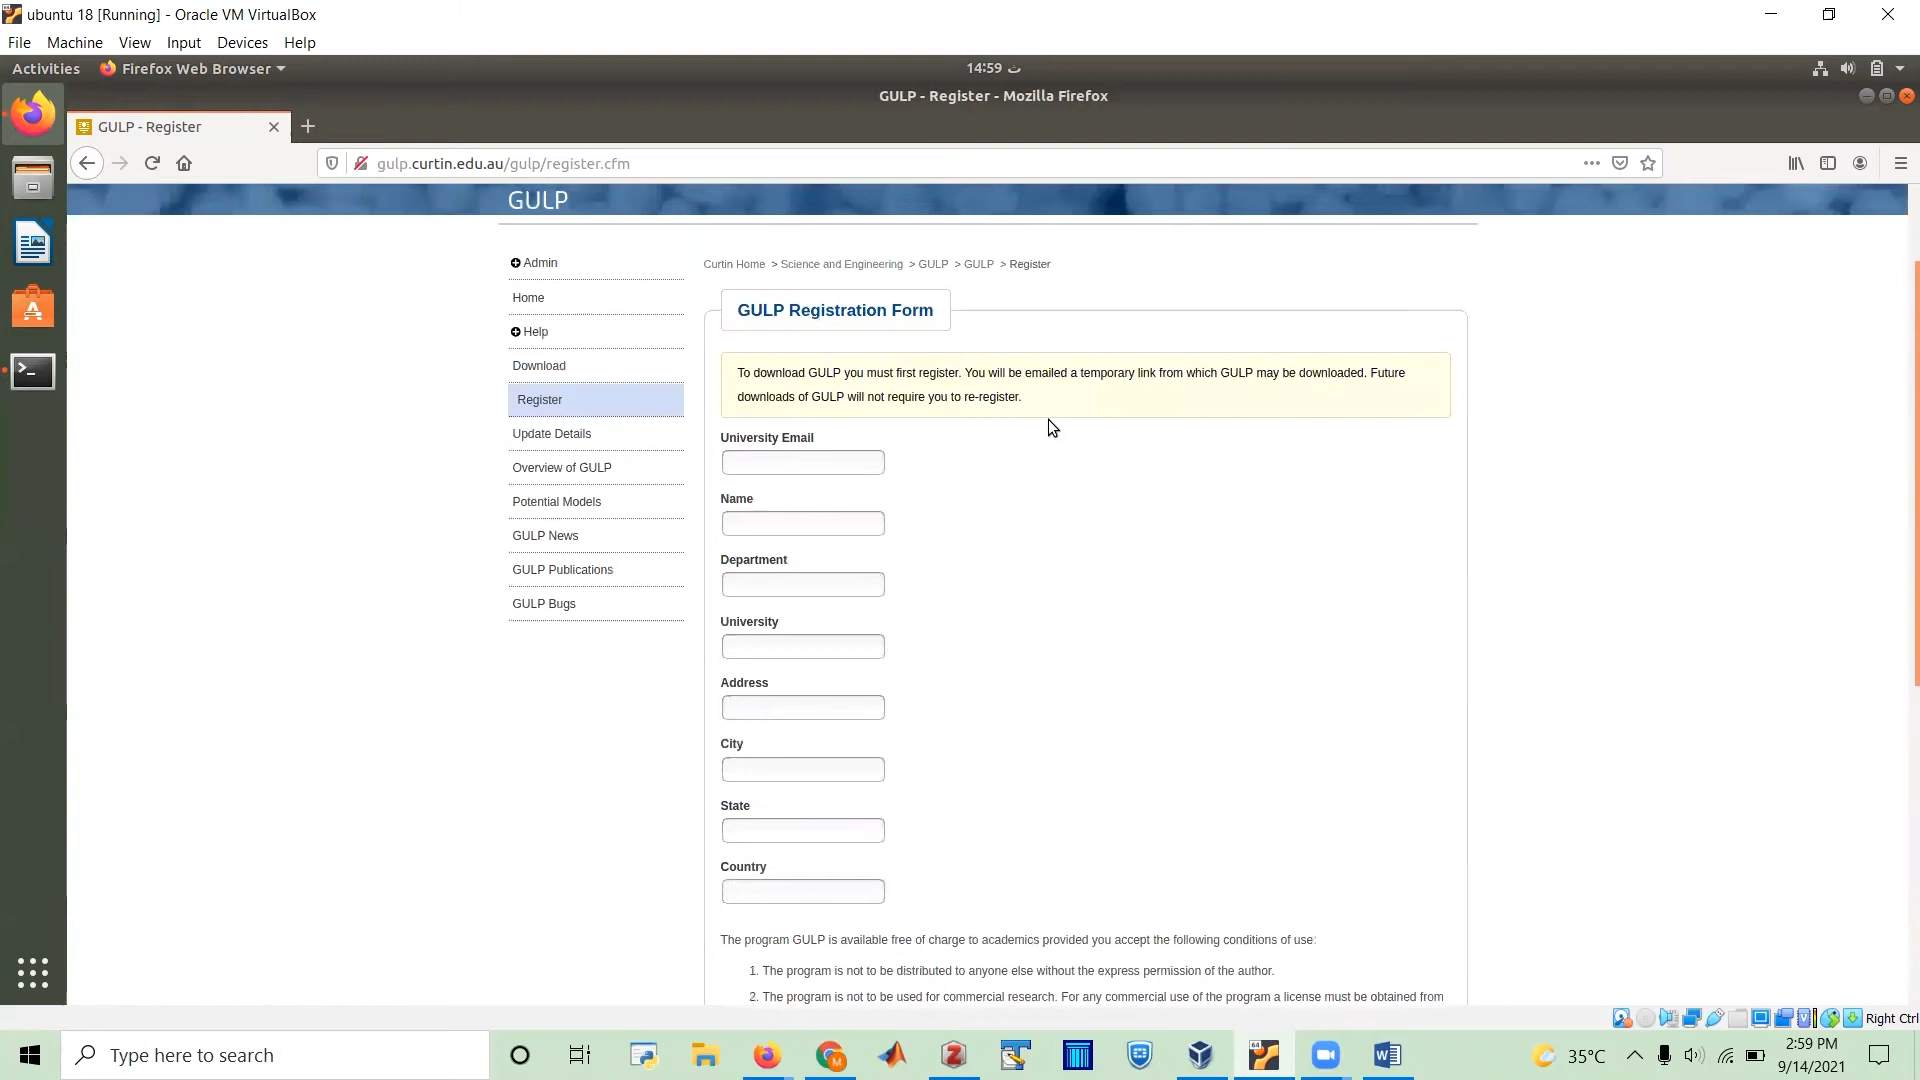 ubuntu 18 [Running] - Oracle VM VirtualBox
File Machine View Input Devices Help
Activities Firefox Web Browser 14:59 ث
GULP - Register - Mozilla Firefox
GULP - Register
gulp.curtin.edu.au/gulp/register.cfm
GULP
Admin
Home
Help
Download
Register
Update Details
Overview of GULP
Potential Models
GULP News
GULP Publications
GULP Bugs
Curtin Home > Science and Engineering > GULP > GULP > Register
GULP Registration Form
To download GULP you must first register. You will be emailed a temporary link from which GULP may be downloaded. Future
downloads of GULP will not require you to re-register.
University Email
Name
Department
University
Address
City
State
Country
The program GULP is available free of charge to academics provided you accept the following conditions of use:
1. The program is not to be distributed to anyone else without the express permission of the author.
2. The program is not to be used for commercial research. For any commercial use of the program a license must be obtained from
Right Ctrl
Type here to search
35°C
2:59 PM
9/14/2021